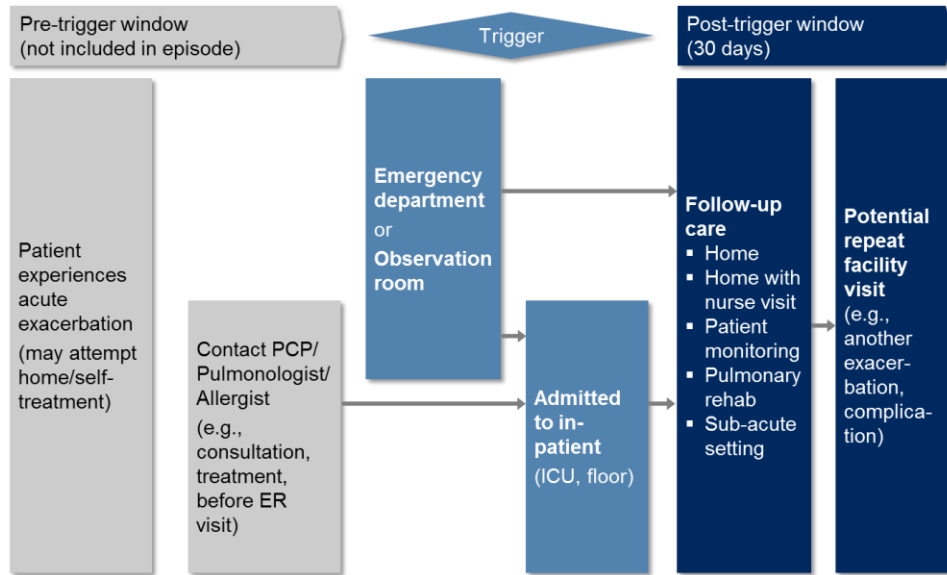 Pre-trigger window
(not included in episode)
Trigger
Post-trigger window
(30 days)
Patient
experiences
acute
exacerbation
(may attempt
home/self-
treatment)
Contact PCP/
Pulmonologist/
Allergist
(e.g.,
consultation,
treatment,
before ER
visit)
Emergency
department
or
Observation
room
Admitted
to in-
patient
(ICU, floor)
Follow-up
care
▪ Home
▪ Home with
nurse visit
▪ Patient
monitoring
▪ Pulmonary
rehab
▪ Sub-acute
setting
Potential
repeat
facility
visit
(e.g.,
another
exacer-
bation,
complica-
tion)